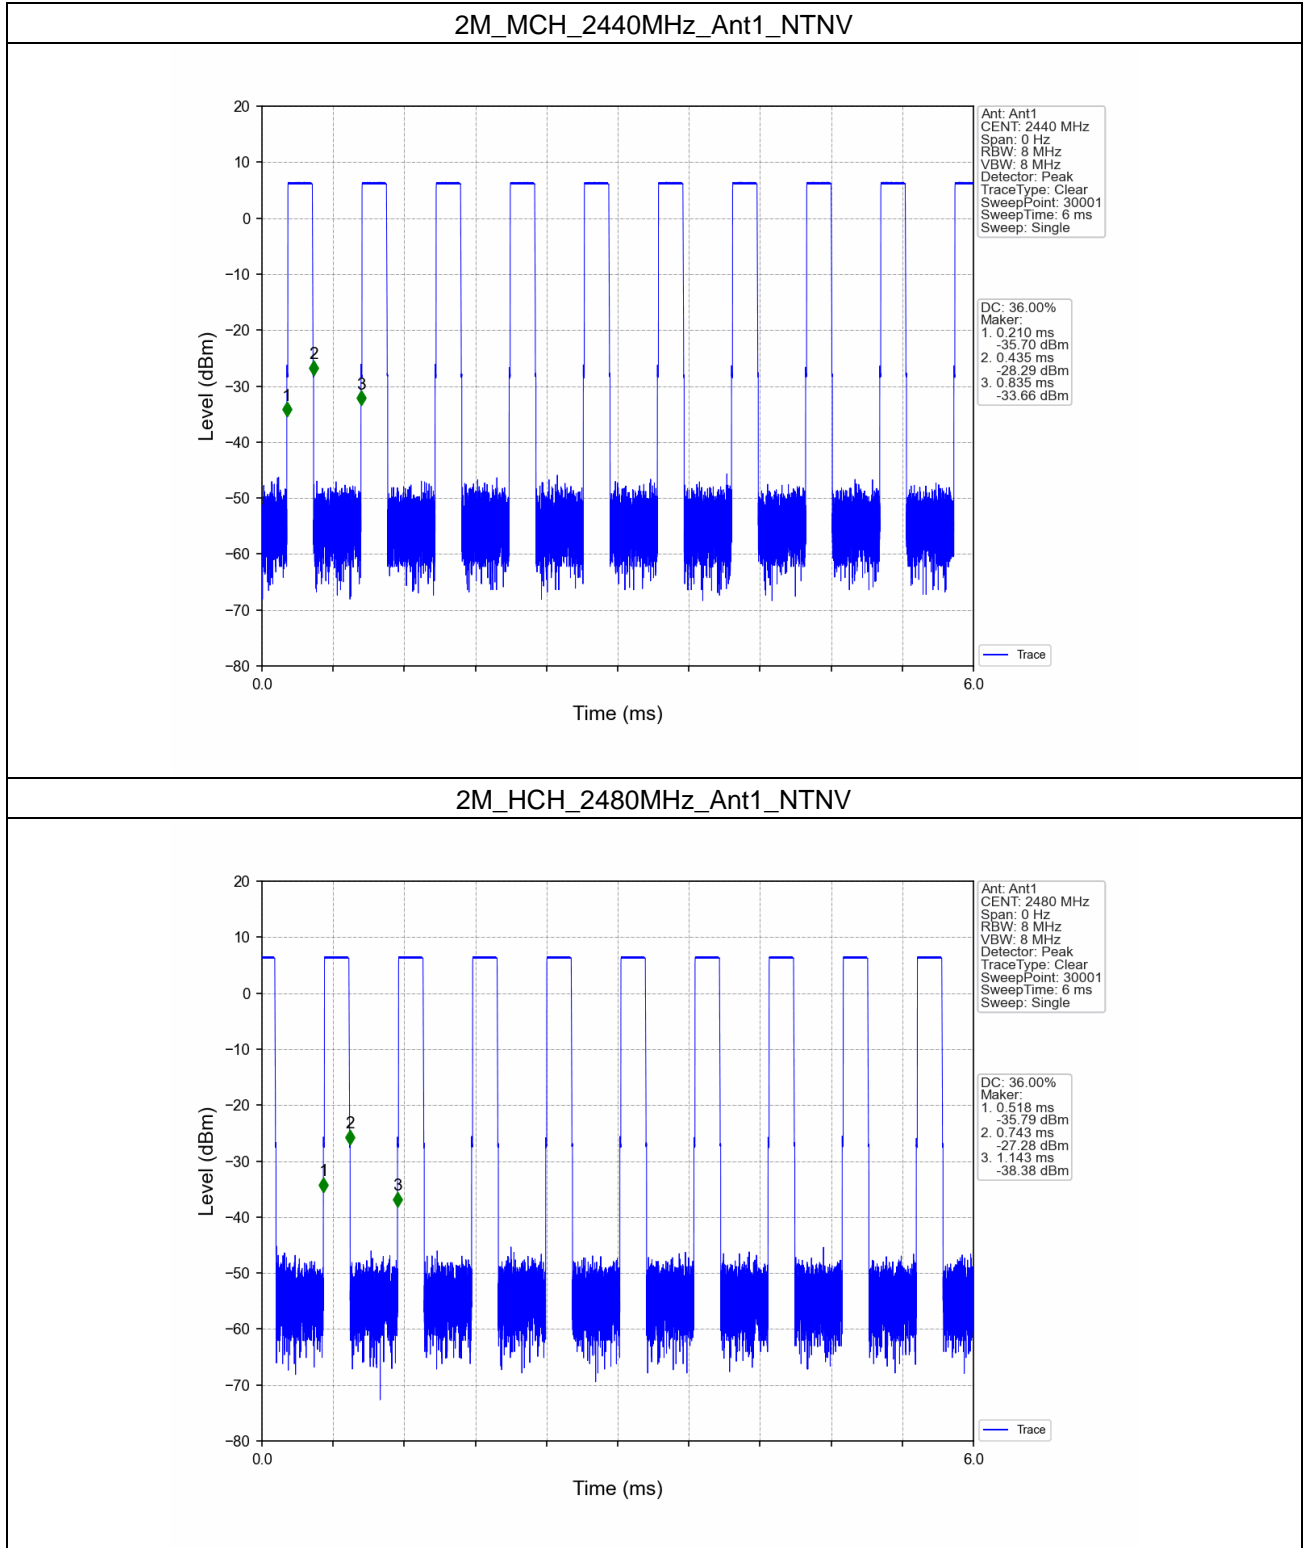 2M_MCH_2440MHz_Ant1_NTNV
20
10
0
−10
−20
−30
−40
−50
−60
−70
−80
Level (dBm)
1
2
3
0.0
6.0
Time (ms)
Ant: Ant1
CENT: 2440 MHz
Span: 0 Hz
RBW: 8 MHz
VBW: 8 MHz
Detector: Peak
TraceType: Clear
SweepPoint: 30001
SweepTime: 6 ms
Sweep: Single
DC: 36.00%
Maker:
1. 0.210 ms
-35.70 dBm
2. 0.435 ms
-28.29 dBm
3. 0.835 ms
-33.66 dBm
Trace
2M_HCH_2480MHz_Ant1_NTNV
20
10
0
−10
−20
−30
−40
−50
−60
−70
−80
Level (dBm)
1
2
3
0.0
6.0
Time (ms)
Ant: Ant1
CENT: 2480 MHz
Span: 0 Hz
RBW: 8 MHz
VBW: 8 MHz
Detector: Peak
TraceType: Clear
SweepPoint: 30001
SweepTime: 6 ms
Sweep: Single
DC: 36.00%
Maker:
1. 0.518 ms
-35.79 dBm
2. 0.743 ms
-27.28 dBm
3. 1.143 ms
-38.38 dBm
Trace